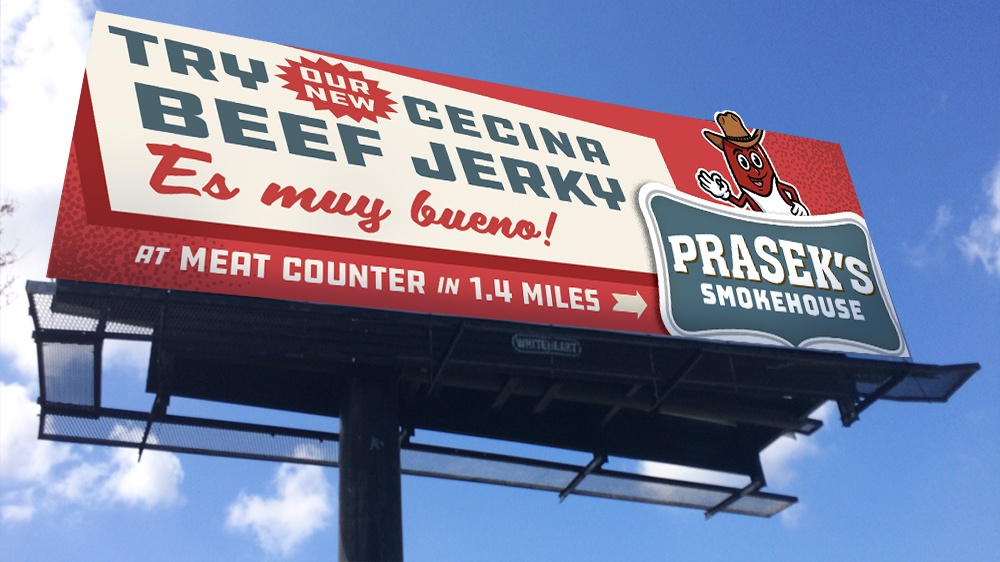 TRY OUR NEW CECINA
BEEF JERKY
Es muy bueno!
AT MEAT COUNTER IN 1.4 MILES
PRASEK'S
SMOKEHOUSE